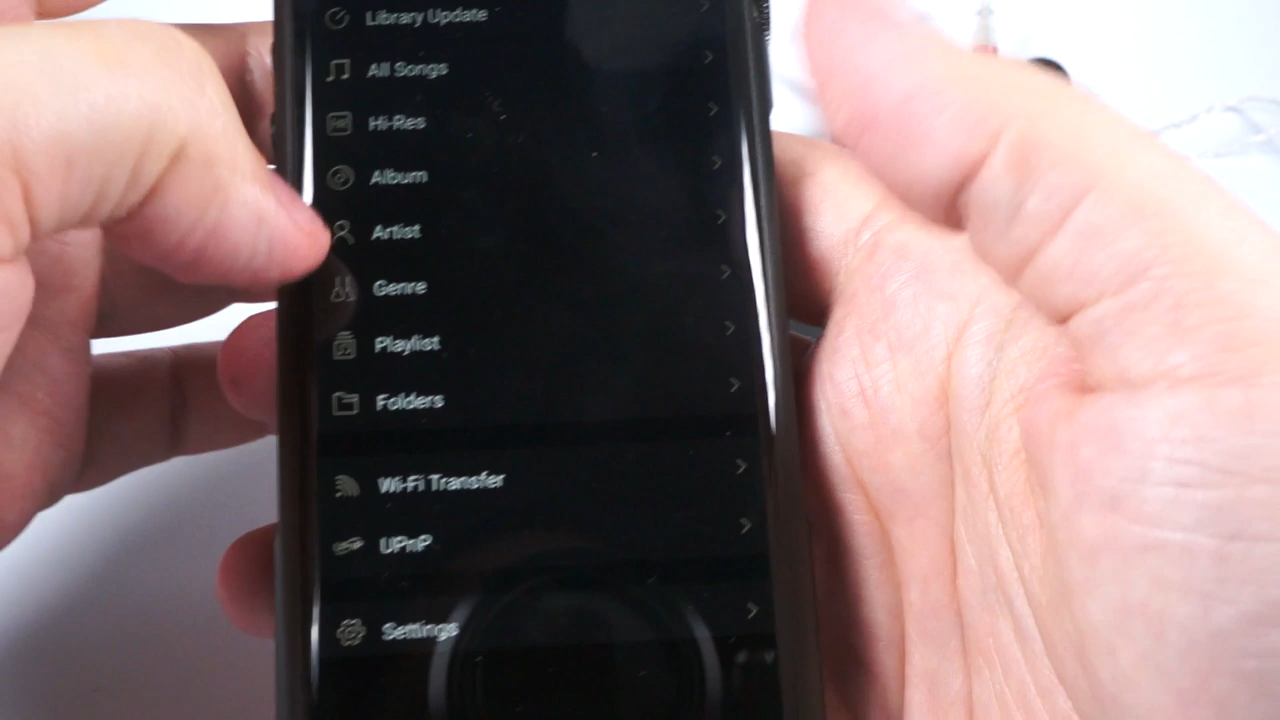 Library Update
All Songs
Hi-Res
Album
Artist
Genre
Playlist
Folders
Wi-Fi Transfer
UPnP
Settings